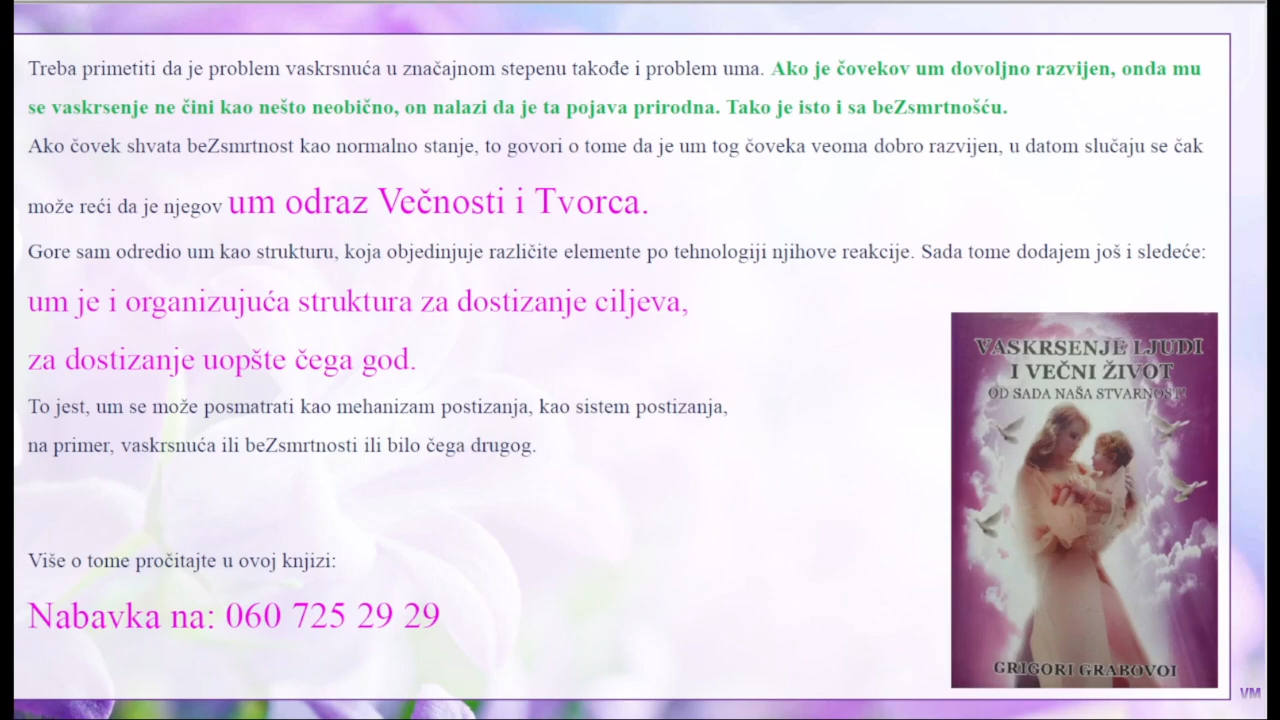 Treba primetiti da je problem vaskrsnuća u značajnom stepenu takođe i problem uma. Ako je čovekov um dovoljno razvijen, onda mu
se vaskrsenje ne čini kao nešto neobično, on nalazi da je ta pojava prirodna. Tako je isto i sa beZsmrtnošću.
Ako čovek shvata beZsmrtnost kao normalno stanje, to govori o tome da je um tog čoveka veoma dobro razvijen, u datom slučaju se čak
može reći da je njegov um odraz Večnosti i Tvorca.
Gore sam odredio um kao strukturu, koja objedinjuje različite elemente po tehnologiji njihove reakcije. Sada tome dodajem još i sledeće:
um je i organizujuća struktura za dostizanje ciljeva,
za dostizanje uopšte čega god.
To jest, um se može posmatrati kao mehanizam postizanja, kao sistem postizanja,
na primer, vaskrsnuća ili beZsmrtnosti ili bilo čega drugog.
Više o tome pročitajte u ovoj knjizi:
Nabavka na: 060 725 29 29
VASKRSENJE LJUDI
I VEČNI ŽIVOT
OD SADA NAŠA STVARNOST!
GRIGORI GRABOVOI
VM